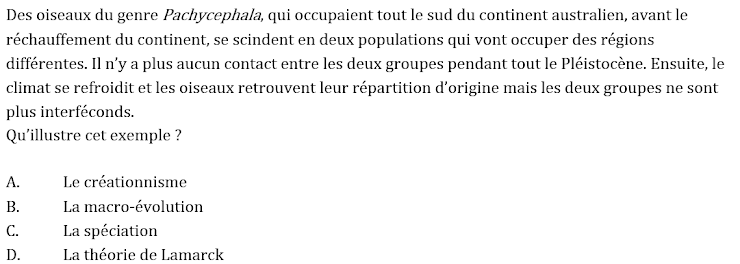 Des oiseaux du genre Pachycephala, qui occupaient tout le sud du continent australien, avant le
réchauffement du continent, se scindent en deux populations qui vont occuper des régions
différentes. Il n'y a plus aucun contact entre les deux groupes pendant tout le Pléistocène. Ensuite, le
climat se refroidit et les oiseaux retrouvent leur répartition d'origine mais les deux groupes ne sont
plus interféconds.
Qu'illustre cet exemple ?
A. Le créationnisme
B. La macro-évolution
C. La spéciation
D. La théorie de Lamarck